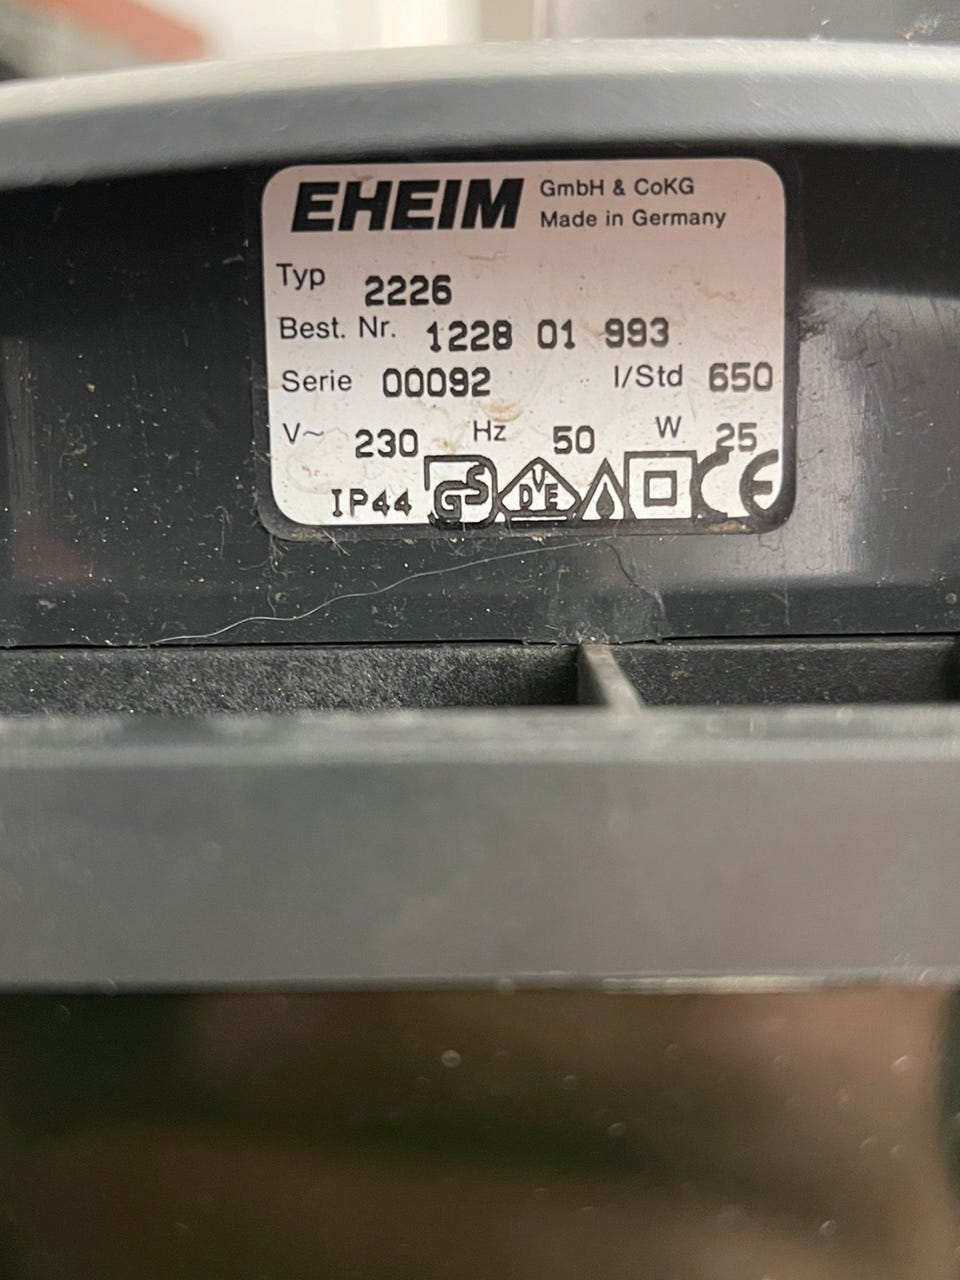 EHEIM GmbH & CoKG
Made in Germany
Typ 2226
Best. Nr. 1228 01 993
Serie 00092 l/Std 650
V~ 230 Hz 50 W 25
IP44 GS DVE CE